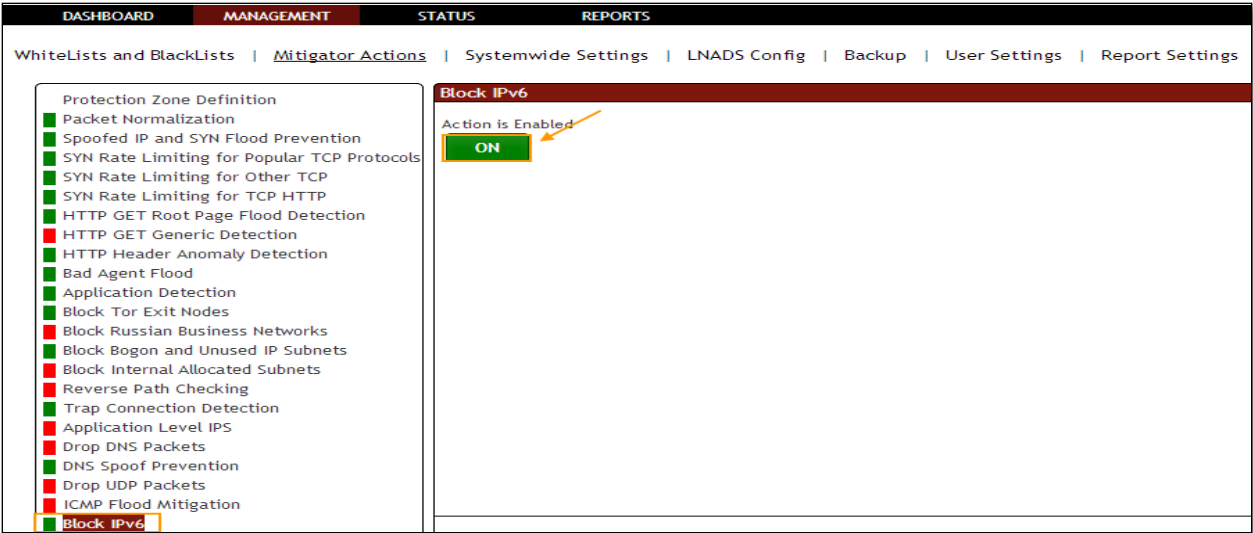 DASHBOARD MANAGEMENT STATUS REPORTS
WhiteLists and BlackLists | Mitigator Actions | Systemwide Settings | LNADS Config | Backup | User Settings | Report Settings
Protection Zone Definition
Packet Normalization
Spoofed IP and SYN Flood Prevention
SYN Rate Limiting for Popular TCP Protocols
SYN Rate Limiting for Other TCP
SYN Rate Limiting for TCP HTTP
HTTP GET Root Page Flood Detection
HTTP GET Generic Detection
HTTP Header Anomaly Detection
Bad Agent Flood
Application Detection
Block Tor Exit Nodes
Block Russian Business Networks
Block Bogon and Unused IP Subnets
Block Internal Allocated Subnets
Reverse Path Checking
Trap Connection Detection
Application Level IPS
Drop DNS Packets
DNS Spoof Prevention
Drop UDP Packets
ICMP Flood Mitigation
Block IPv6
Block IPv6
Action is Enabled
ON